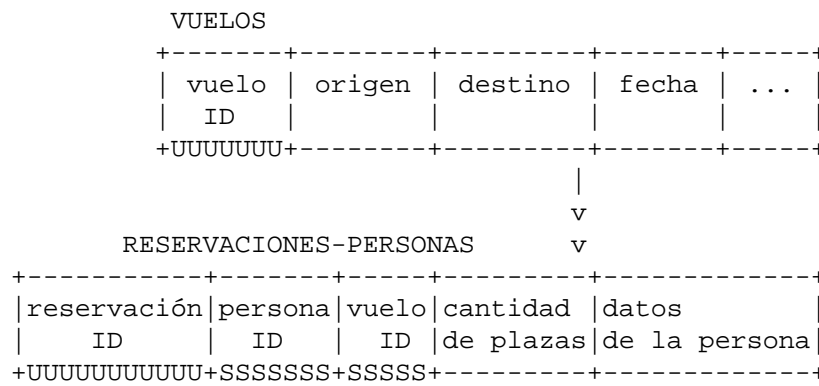 VUELOS
+-------+--------+---------+-------+-----+
| vuelo | origen | destino | fecha | ... |
|  ID   |        |         |       |     |
+UUUUUUU+--------+---------+-------+-----+
|
v
RESERVACIONES-PERSONAS      v
+-----------+-------+-----+---------+-------------+
|reservación|persona|vuelo|cantidad |datos        |
|    ID     |  ID   |  ID |de plazas|de la persona|
+UUUUUUUUUUU+SSSSSSS+SSSSS+---------+-------------+